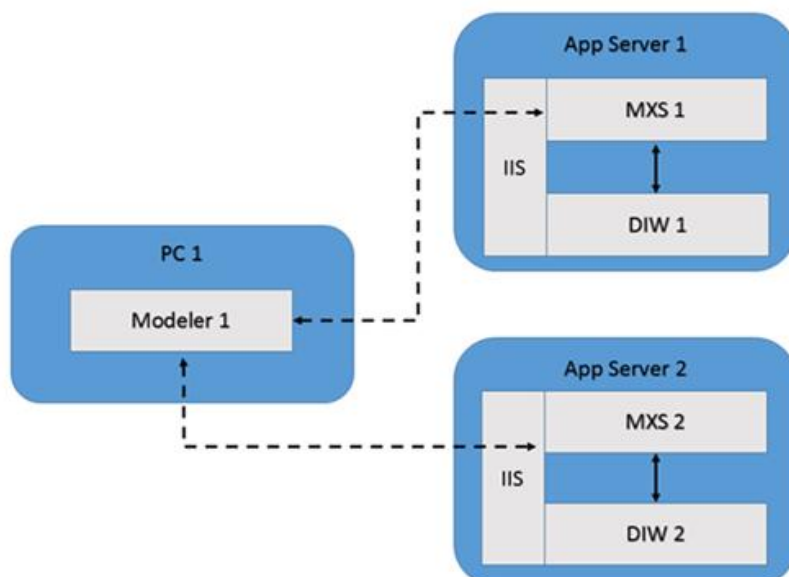 App Server 1
MXS 1
IIS
DIW 1
PC 1
Modeler 1
App Server 2
MXS 2
IIS
DIW 2